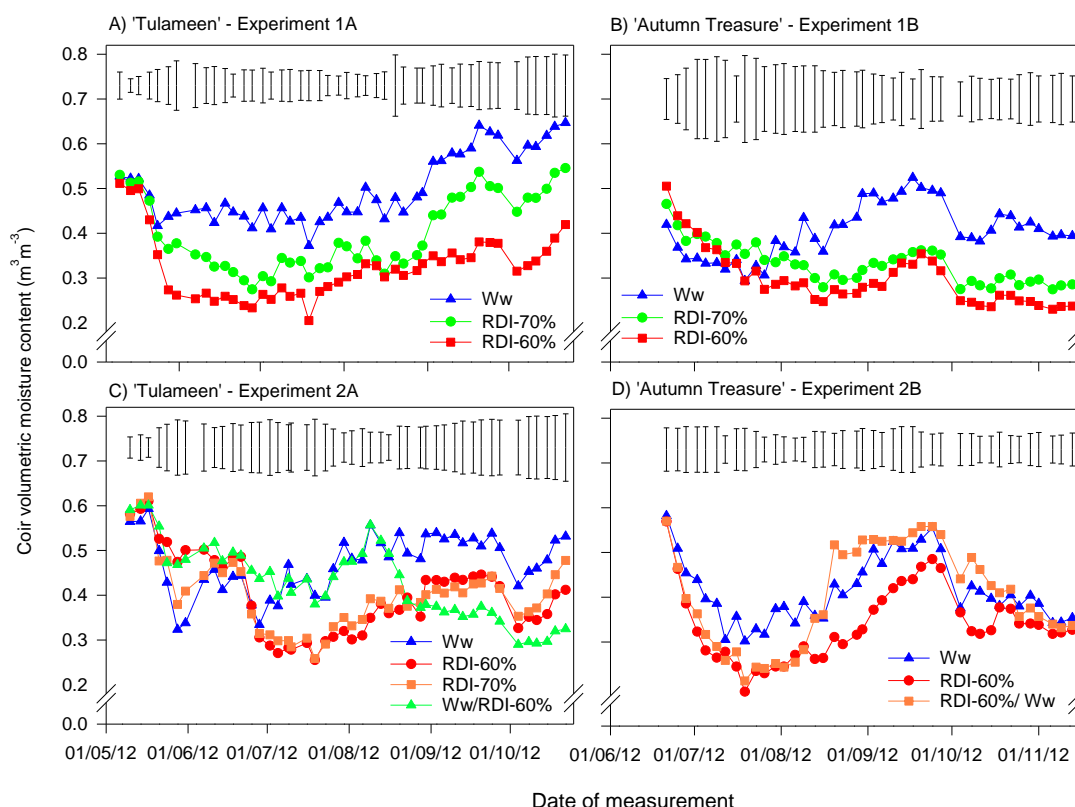 A) 'Tulameen' - Experiment 1A
B) 'Autumn Treasure' - Experiment 1B
0.8
0.7
0.6
0.5
0.4
0.3
0.2
0.0
Ww
RDI-70%
RDI-60%
Ww
RDI-70%
RDI-60%
C) 'Tulameen' - Experiment 2A
D) 'Autumn Treasure' - Experiment 2B
0.8
0.7
0.6
0.5
0.4
0.3
0.2
0.0
Ww
RDI-60%
RDI-70%
Ww/RDI-60%
Ww
RDI-60%
RDI-60%/ Ww
01/05/12 01/06/12 01/07/12 01/08/12 01/09/12 01/10/12
01/06/12 01/07/12 01/08/12 01/09/12 01/10/12 01/11/12
Coir volumetric moisture content (m³m⁻³)
Date of measurement